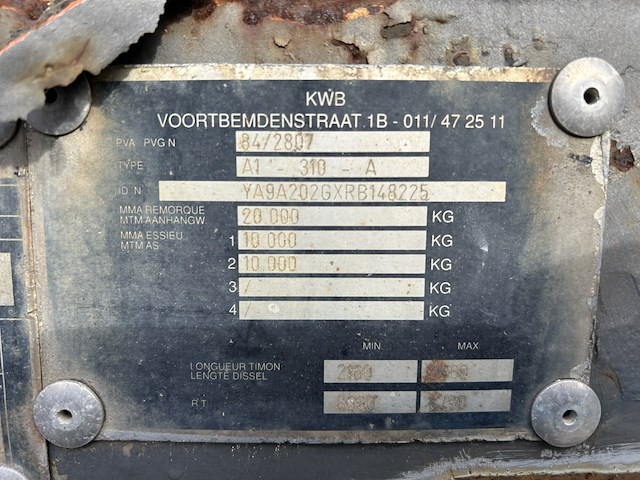 KWB
VOORTBEMDENSTRAAT 1B - 011/ 47 25 11
PVA PVG N 84/2807
TYPE A1 - 310 - A
ID N YA9A202GXRB148225
MMA REMORQUE
MTM AANHANGW. 20 000 KG
MMA ESSIEU
MTM AS
1 10 000 KG
2 10 000 KG
3 / KG
4 / KG
MIN MAX
LONGUEUR TIMON
LENGTE DISSEL
R.T